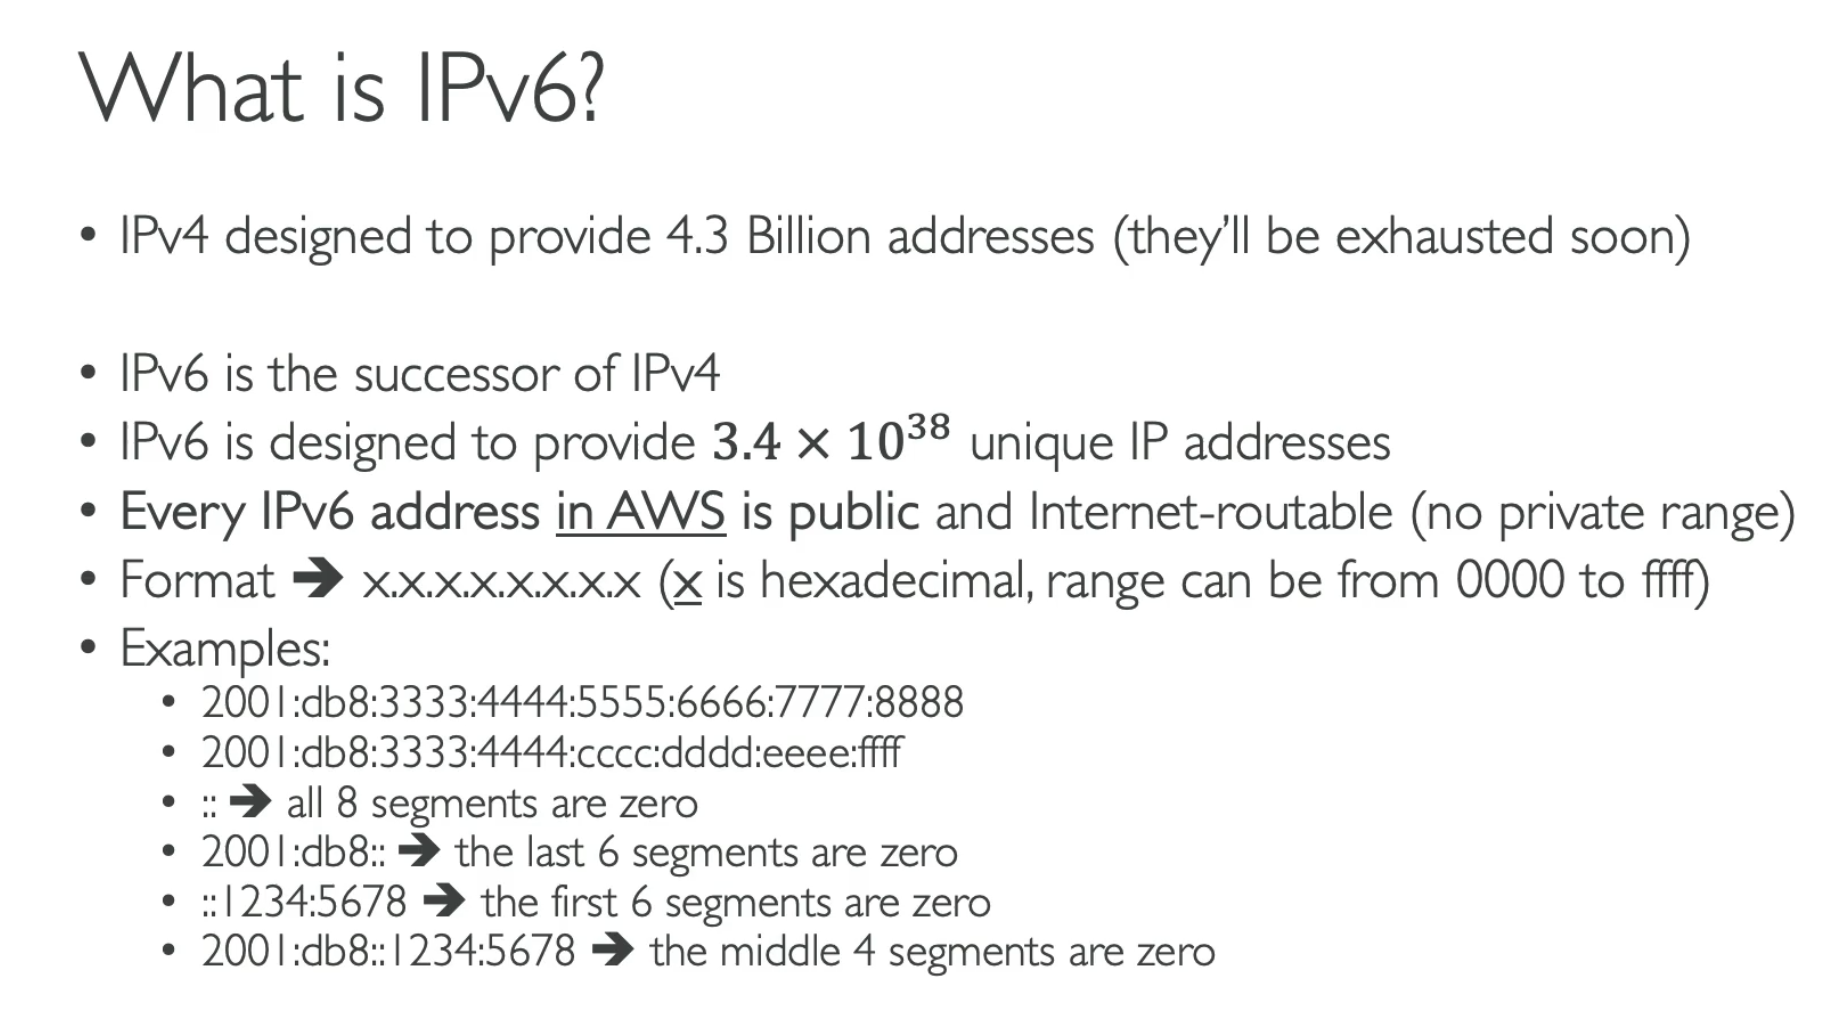 What is IPv6?
• IPv4 designed to provide 4.3 Billion addresses (they'll be exhausted soon)
• IPv6 is the successor of IPv4
• IPv6 is designed to provide 3.4 × 10³⁸ unique IP addresses
• Every IPv6 address in AWS is public and Internet-routable (no private range)
• Format ➔ x.x.x.x.x.x.x.x (x is hexadecimal, range can be from 0000 to ffff)
• Examples:
• 2001:db8:3333:4444:5555:6666:7777:8888
• 2001:db8:3333:4444:cccc:dddd:eeee:ffff
• :: ➔ all 8 segments are zero
• 2001:db8:: ➔ the last 6 segments are zero
• ::1234:5678 ➔ the first 6 segments are zero
• 2001:db8::1234:5678 ➔ the middle 4 segments are zero